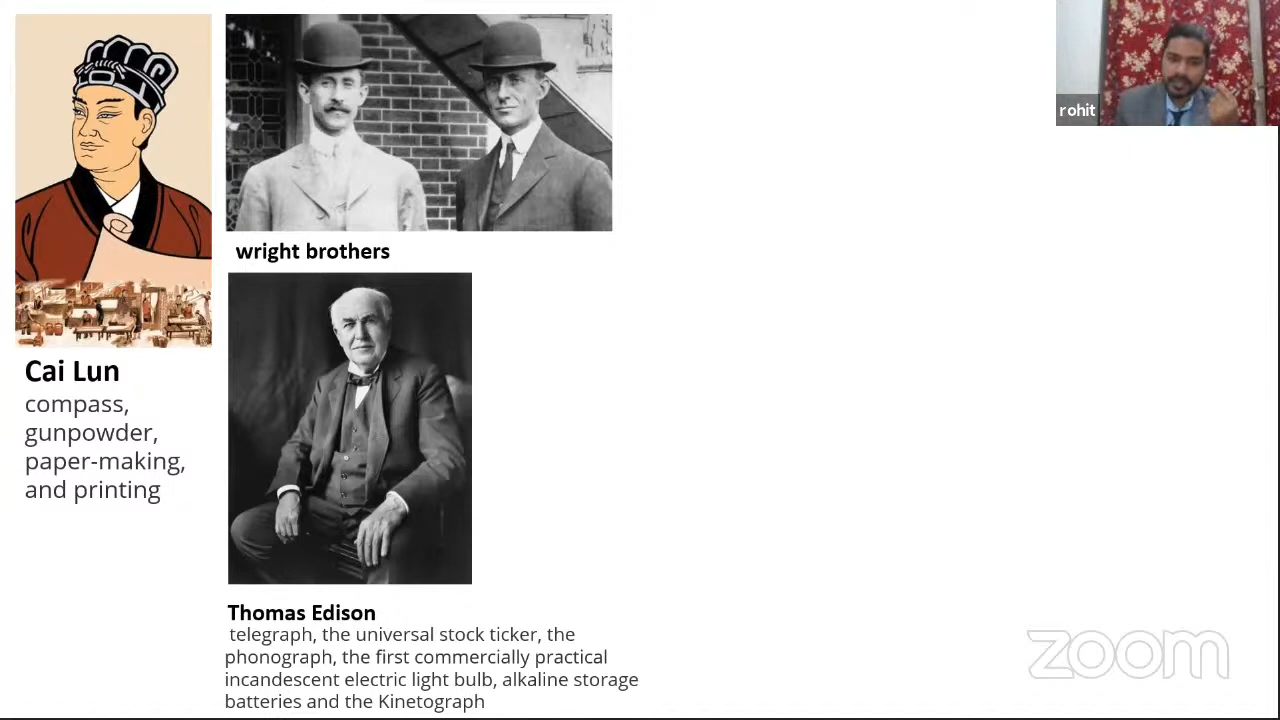 rohit
wright brothers
Cai Lun
compass,
gunpowder,
paper-making,
and printing
Thomas Edison
telegraph, the universal stock ticker, the
phonograph, the first commercially practical
incandescent electric light bulb, alkaline storage
batteries and the Kinetograph
zoom